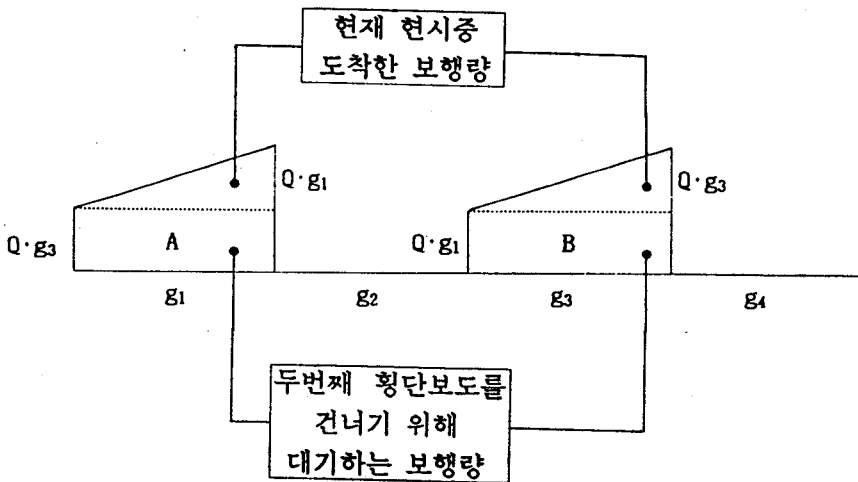 현재 현시중
도착한 보행량
Q·g₁
Q·g₃
Q·g₃
A
Q·g₁
B
g₁
g₂
g₃
g₄
두번째 횡단보도를
건너기 위해
대기하는 보행량